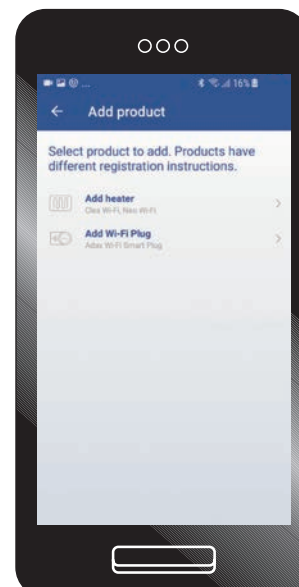 16%
Add product
Select product to add. Products have
different registration instructions.
Add heater
Clea Wi-Fi, Neo Wi-Fi
Add Wi-Fi Plug
Adax Wi-Fi Smart Plug